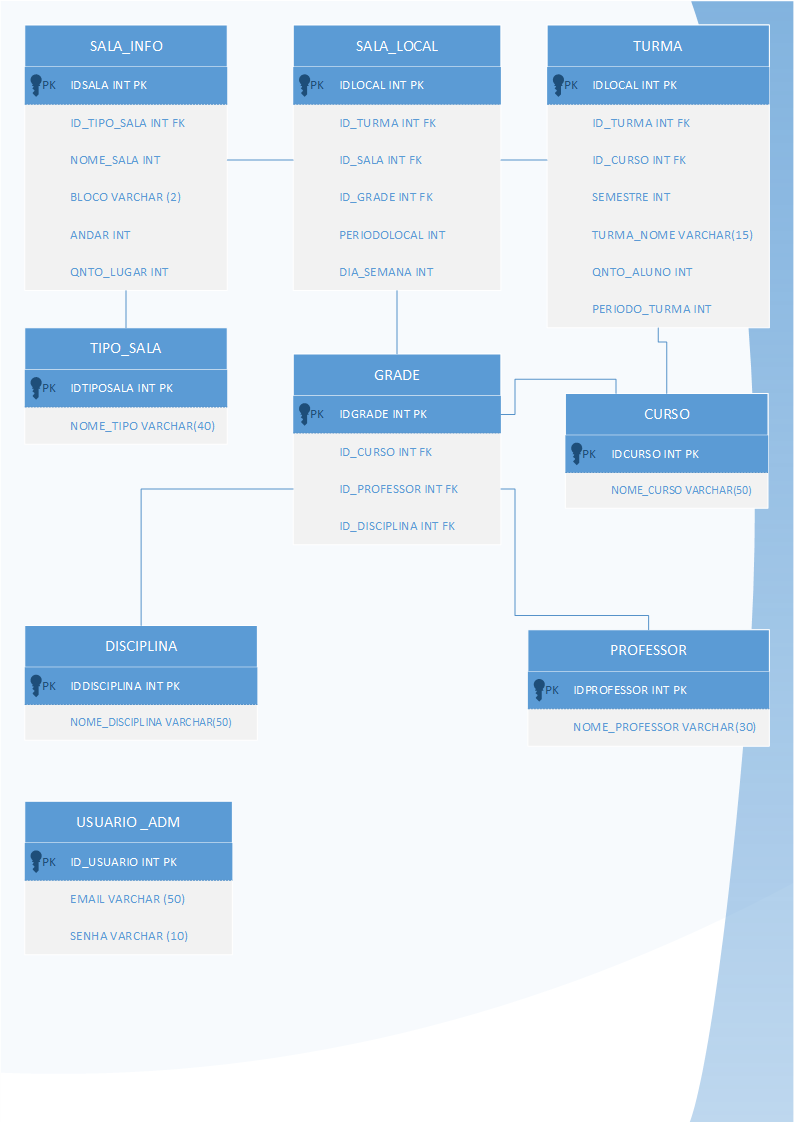 SALA_INFO
PK IDSALA INT PK
ID_TIPO_SALA INT FK
NOME_SALA INT
BLOCO VARCHAR (2)
ANDAR INT
QNTO_LUGAR INT
SALA_LOCAL
PK IDLOCAL INT PK
ID_TURMA INT FK
ID_SALA INT FK
ID_GRADE INT FK
PERIODOLOCAL INT
DIA_SEMANA INT
TURMA
PK IDLOCAL INT PK
ID_TURMA INT FK
ID_CURSO INT FK
SEMESTRE INT
TURMA_NOME VARCHAR(15)
QNTO_ALUNO INT
PERIODO_TURMA INT
TIPO_SALA
PK IDTIPOSALA INT PK
NOME_TIPO VARCHAR(40)
GRADE
PK IDGRADE INT PK
ID_CURSO INT FK
ID_PROFESSOR INT FK
ID_DISCIPLINA INT FK
CURSO
PK IDCURSO INT PK
NOME_CURSO VARCHAR(50)
DISCIPLINA
PK IDDISCIPLINA INT PK
NOME_DISCIPLINA VARCHAR(50)
PROFESSOR
PK IDPROFESSOR INT PK
NOME_PROFESSOR VARCHAR(30)
USUARIO _ADM
PK ID_USUARIO INT PK
EMAIL VARCHAR (50)
SENHA VARCHAR (10)